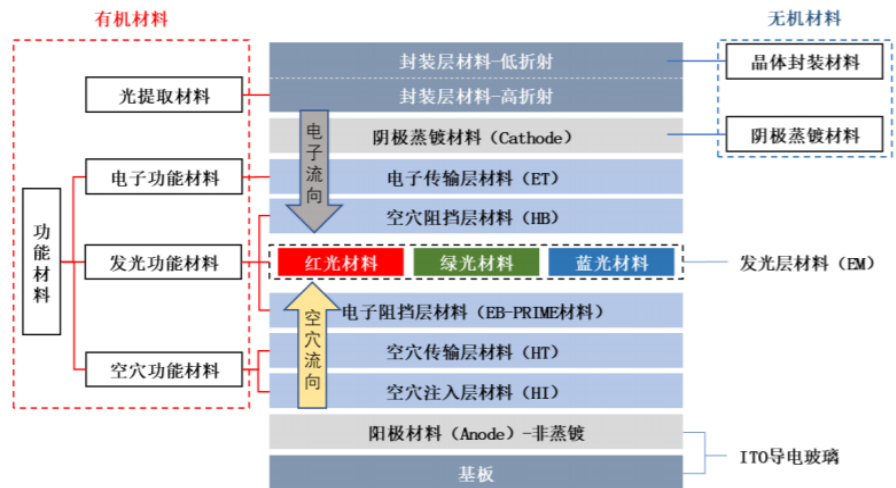 有机材料
无机材料
封装层材料-低折射
晶体封装材料
光提取材料
封装层材料-高折射
电子流向
阴极蒸镀材料（Cathode）
阴极蒸镀材料
电子功能材料
电子传输层材料（ET）
空穴阻挡层材料（HB）
功能材料
发光功能材料
红光材料
绿光材料
蓝光材料
发光层材料（EM）
空穴流向
电子阻挡层材料（EB-PRIME材料）
空穴传输层材料（HT）
空穴功能材料
空穴注入层材料（HI）
阳极材料（Anode）-非蒸镀
ITO导电玻璃
基板